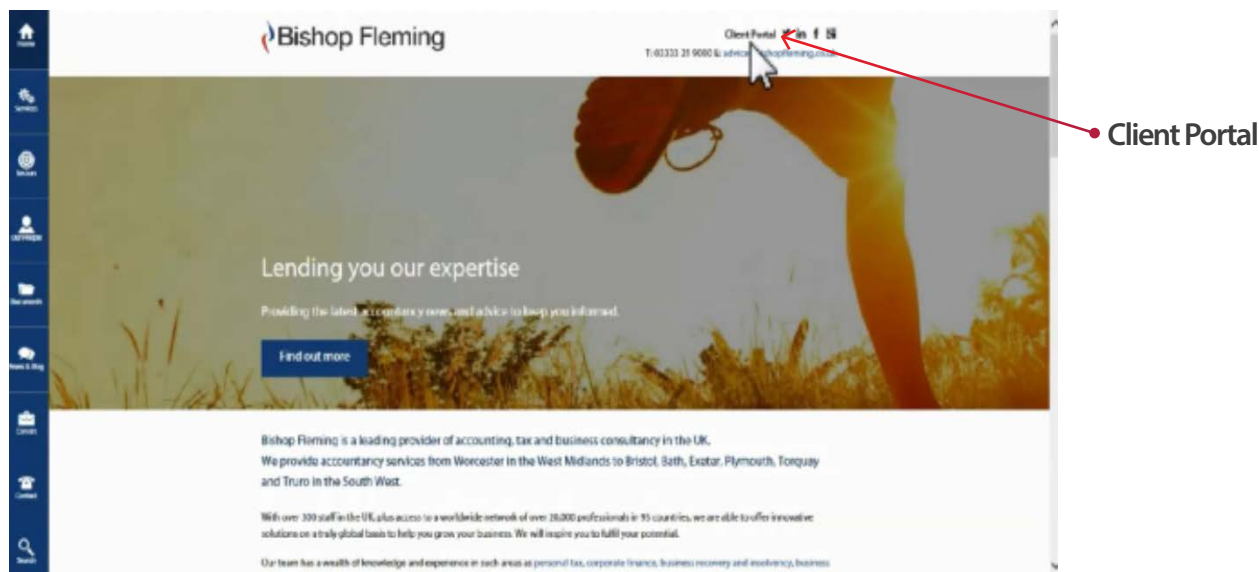 Home
Bishop Fleming
Client Portal
T: 03333 21 9000 E:
Client Portal
Services
Sectors
Our People
Lending you our expertise
Providing the latest accountancy news and advice to keep you informed.
Find out more
Documents
News & Blog
Careers
Bishop Fleming is a leading provider of accounting, tax and business consultancy in the UK.
We provide accountancy services from Worcester in the West Midlands to Bristol, Bath, Exeter, Plymouth, Torquay
and Truro in the South West.
Contact
With over 300 staff in the UK, plus access to a worldwide network of over 20,000 professionals in 95 countries, we are able to offer innovative
solutions on a truly global basis to help you grow your business. We will inspire you to fulfil your potential.
Search
Our team has a wealth of knowledge and experience in such areas as personal tax, corporate finance, business recovery and insolvency, business